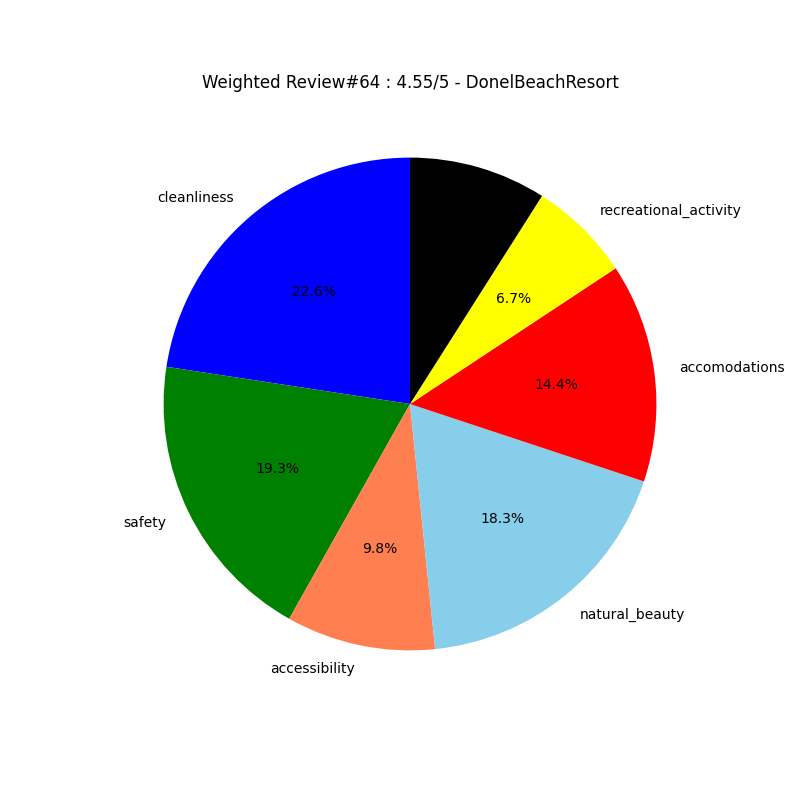 Weighted Review#64 : 4.55/5 - DonelBeachResort
cleanliness
22.6%
safety
19.3%
accessibility
9.8%
natural_beauty
18.3%
accomodations
14.4%
recreational_activity
6.7%